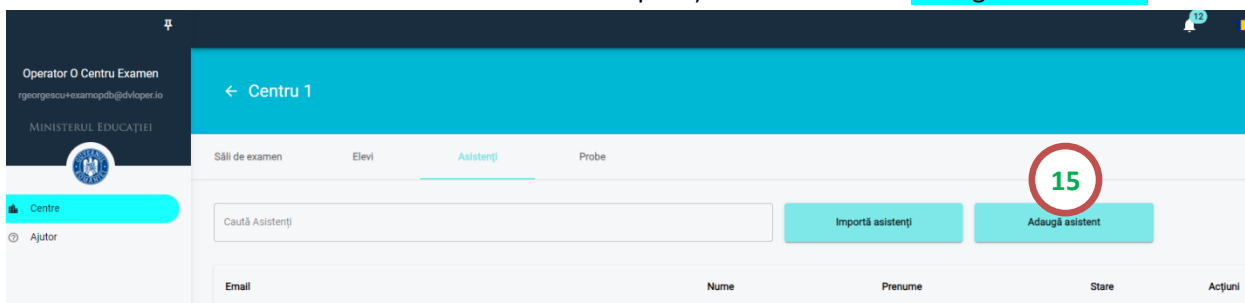 12
Operator O Centru Examen
rgeorgescu+examopdb@dvloper.io
MINISTERUL EDUCAȚIEI
← Centru 1
Săli de examen Elevi Asistenți Probe
15
Centre
Ajutor
Caută Asistenți
Importă asistenți
Adaugă asistent
Email Nume Prenume Stare Acțiuni